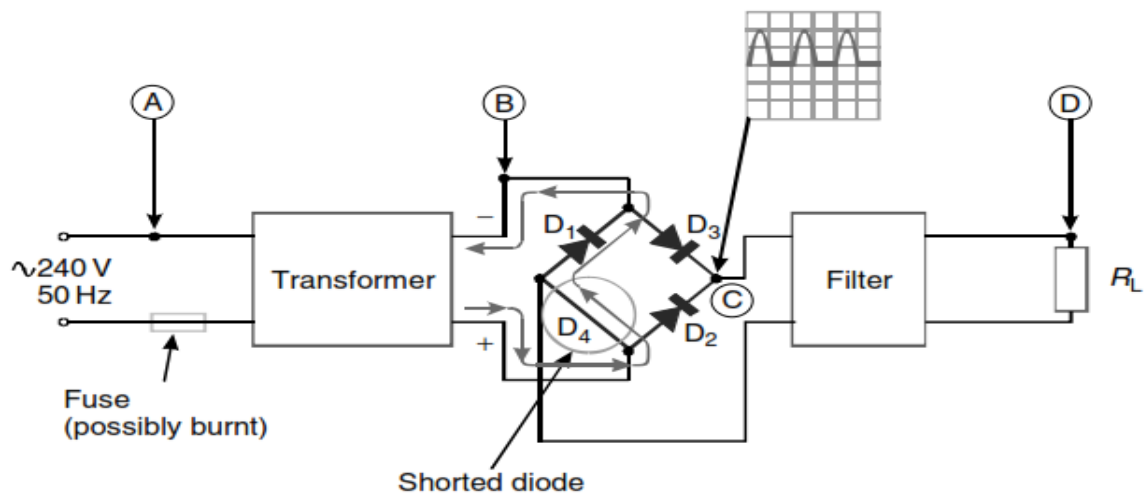 A
B
D
D1
D3
−
∿240 V
50 Hz
Transformer
Filter
RL
C
D4
D2
+
Fuse
(possibly burnt)
Shorted diode